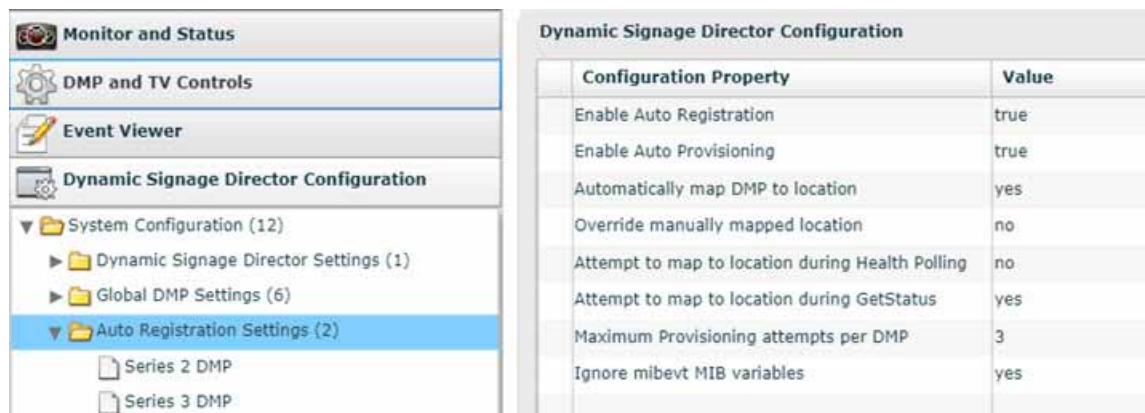 Monitor and Status
DMP and TV Controls
Event Viewer
Dynamic Signage Director Configuration
System Configuration (12)
Dynamic Signage Director Settings (1)
Global DMP Settings (6)
Auto Registration Settings (2)
Series 2 DMP
Series 3 DMP
Dynamic Signage Director Configuration
Configuration Property Value
Enable Auto Registration true
Enable Auto Provisioning true
Automatically map DMP to location yes
Override manually mapped location no
Attempt to map to location during Health Polling no
Attempt to map to location during GetStatus yes
Maximum Provisioning attempts per DMP 3
Ignore mibevt MIB variables yes